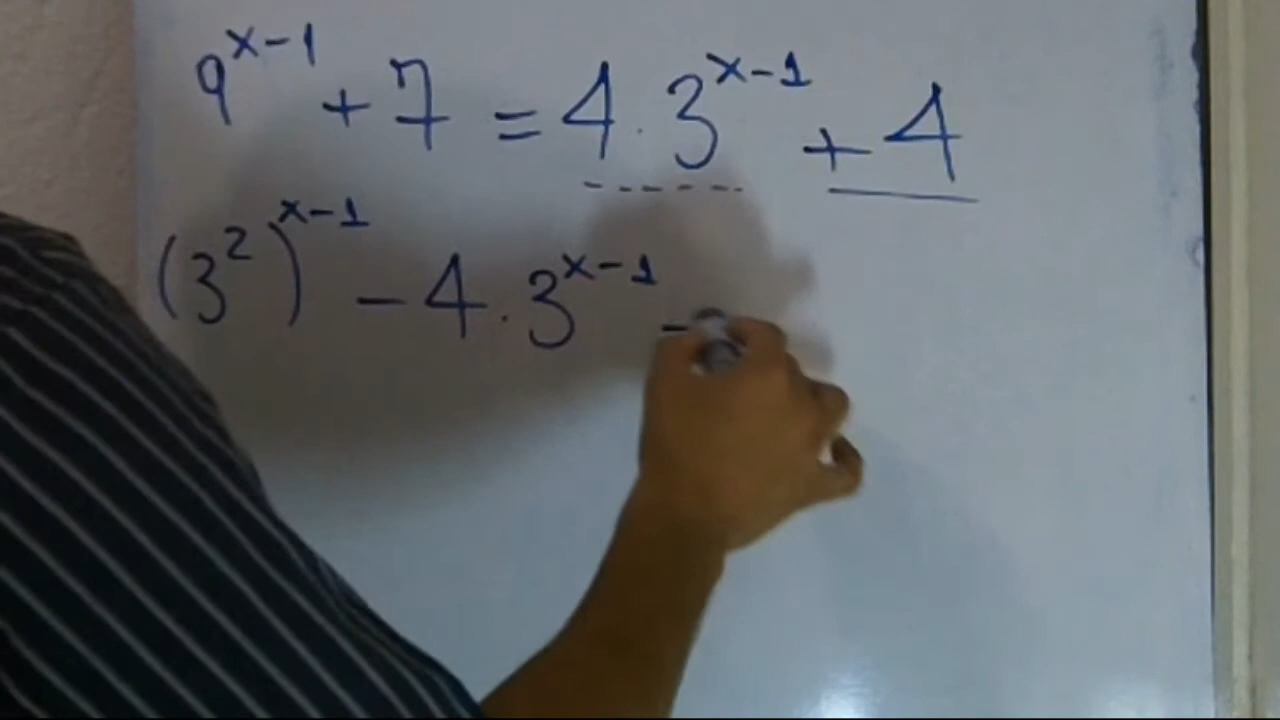 9^{x-1} + 7 = 4 . 3^{x-1} + 4
(3^2)^{x-1} - 4 . 3^{x-1} -